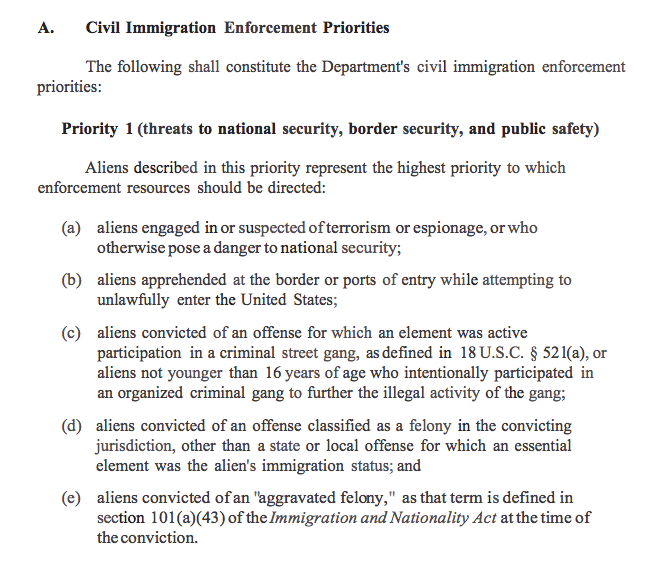 A. Civil Immigration Enforcement Priorities
The following shall constitute the Department's civil immigration enforcement
priorities:
Priority 1 (threats to national security, border security, and public safety)
Aliens described in this priority represent the highest priority to which
enforcement resources should be directed:
(a) aliens engaged in or suspected of terrorism or espionage, or who
otherwise pose a danger to national security;
(b) aliens apprehended at the border or ports of entry while attempting to
unlawfully enter the United States;
(c) aliens convicted of an offense for which an element was active
participation in a criminal street gang, as defined in 18 U.S.C. § 521(a), or
aliens not younger than 16 years of age who intentionally participated in
an organized criminal gang to further the illegal activity of the gang;
(d) aliens convicted of an offense classified as a felony in the convicting
jurisdiction, other than a state or local offense for which an essential
element was the alien's immigration status; and
(e) aliens convicted of an "aggravated felony," as that term is defined in
section 101(a)(43) of the Immigration and Nationality Act at the time of
the conviction.